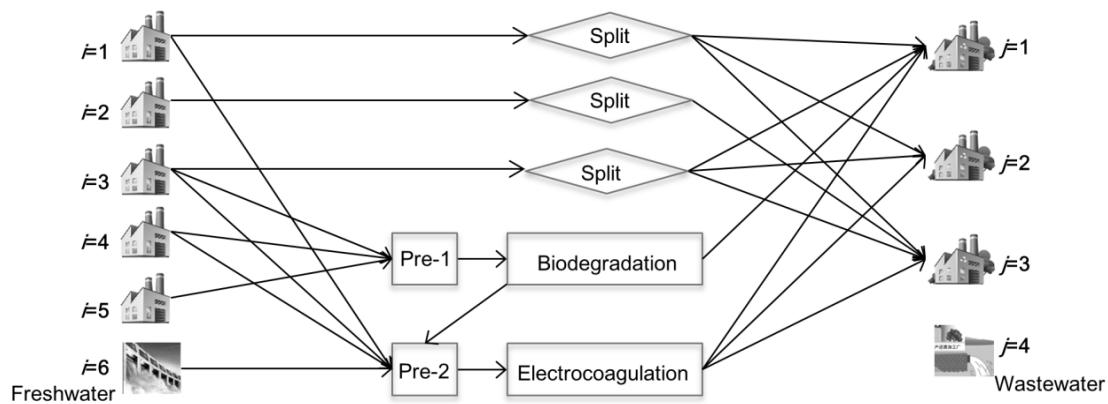 i=1
Split
j=1
i=2
Split
i=3
Split
j=2
i=4
Pre-1
Biodegradation
j=3
i=5
i=6
Freshwater
Pre-2
Electrocoagulation
j=4
Wastewater